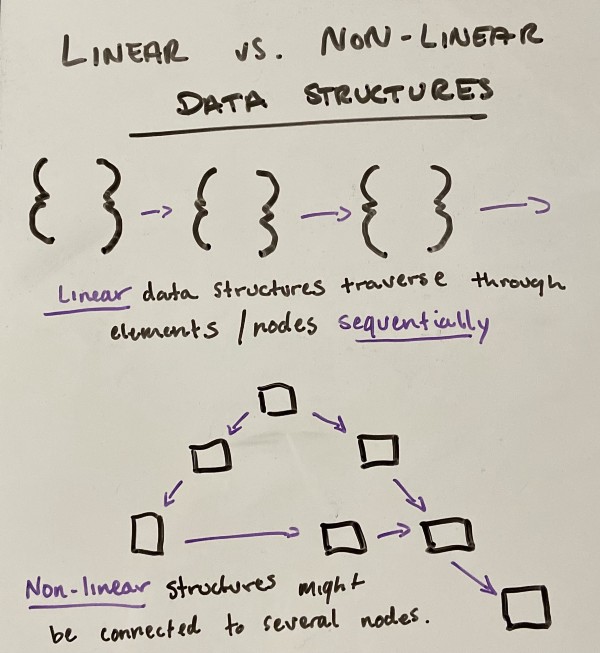 LINEAR vs. NON-LINEAR
DATA STRUCTURES
{ } → { } → { } →
Linear data structures traverse through
elements / nodes sequentially
Non-linear structures might
be connected to several nodes.